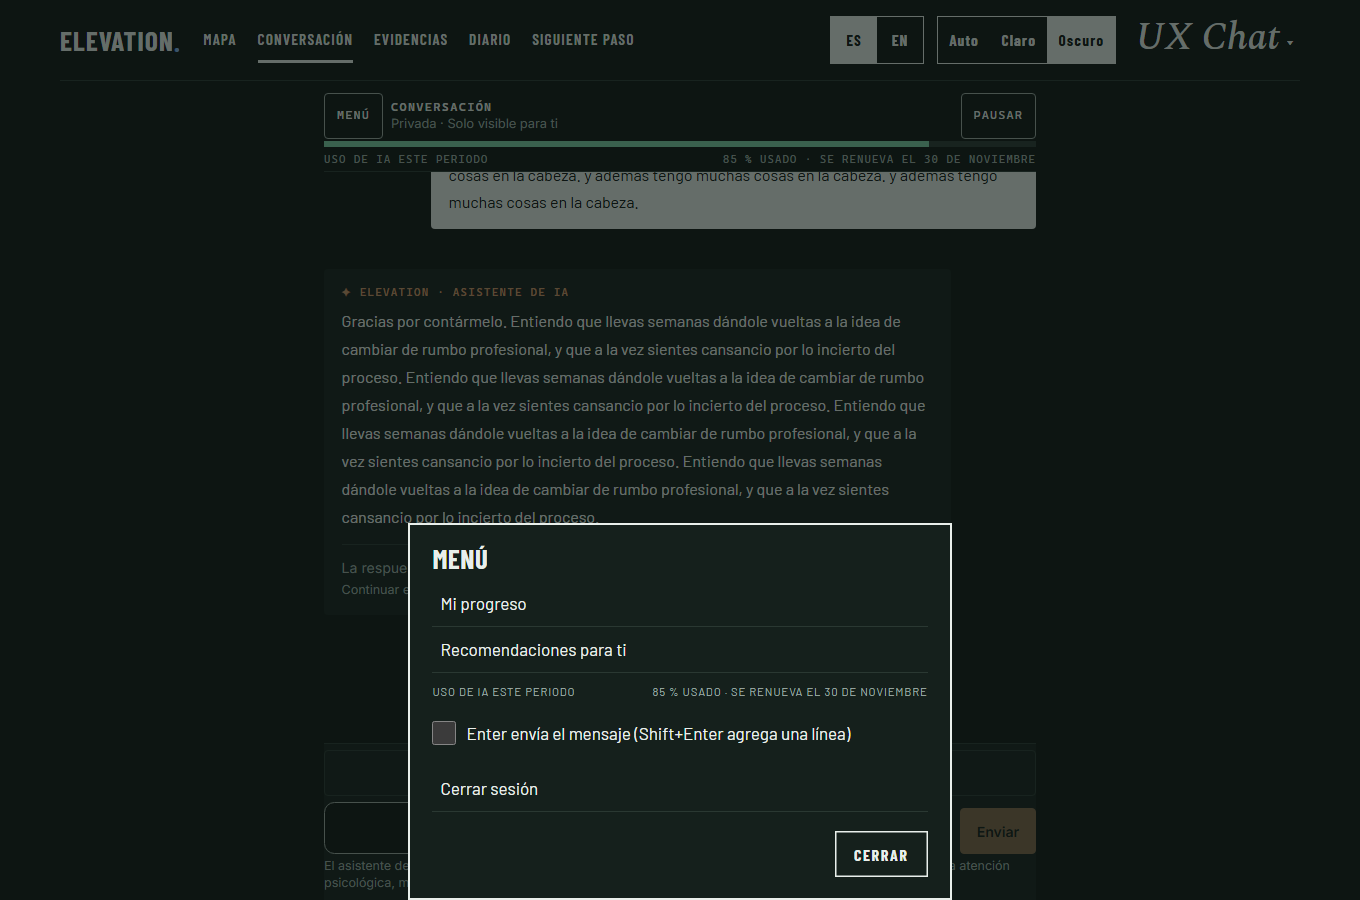 ELEVATION.
MAPA
CONVERSACIÓN
EVIDENCIAS
DIARIO
SIGUIENTE PASO
ES
EN
Auto
Claro
Oscuro
UX Chat
MENÚ
CONVERSACIÓN
Privada · Solo visible para ti
PAUSAR
USO DE IA ESTE PERIODO
85 % USADO · SE RENUEVA EL 30 DE NOVIEMBRE
cosas en la cabeza. y además tengo muchas cosas en la cabeza. y además tengo
muchas cosas en la cabeza.
✦ ELEVATION · ASISTENTE DE IA
Gracias por contármelo. Entiendo que llevas semanas dándole vueltas a la idea de
cambiar de rumbo profesional, y que a la vez sientes cansancio por lo incierto del
proceso. Entiendo que llevas semanas dándole vueltas a la idea de cambiar de rumbo
profesional, y que a la vez sientes cansancio por lo incierto del proceso. Entiendo que
llevas semanas dándole vueltas a la idea de cambiar de rumbo profesional, y que a la
vez sientes cansancio por lo incierto del proceso. Entiendo que llevas semanas
dándole vueltas a la idea de cambiar de rumbo profesional, y que a la vez sientes
cansancio por lo incierto del proceso.
La respue
Continuar e
MENÚ
Mi progreso
Recomendaciones para ti
USO DE IA ESTE PERIODO
85 % USADO · SE RENUEVA EL 30 DE NOVIEMBRE
Enter envía el mensaje (Shift+Enter agrega una línea)
Cerrar sesión
CERRAR
Enviar
El asistente de
a atención
psicológica, m